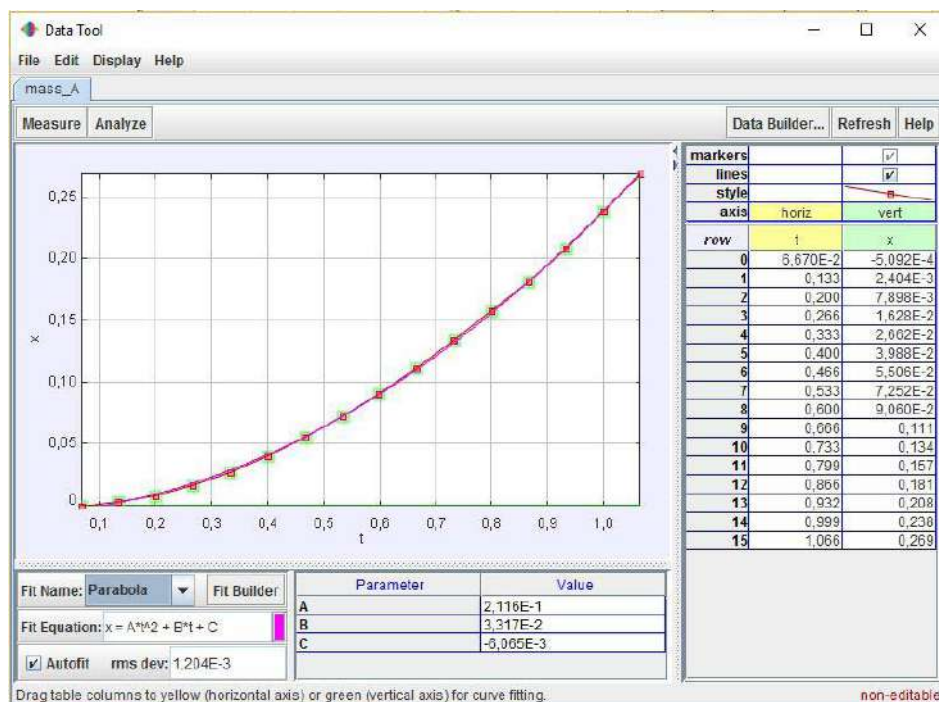 Data Tool
File Edit Display Help
mass_A
Measure Analyze Data Builder... Refresh Help
markers
lines
style
axis horiz vert
row t x
0 6,670E-2 -5,092E-4
1 0,133 2,404E-3
2 0,200 7,898E-3
3 0,266 1,628E-2
4 0,333 2,662E-2
5 0,400 3,988E-2
6 0,466 5,506E-2
7 0,533 7,252E-2
8 0,600 9,060E-2
9 0,666 0,111
10 0,733 0,134
11 0,799 0,157
12 0,866 0,181
13 0,932 0,208
14 0,999 0,238
15 1,066 0,269
0,25
0,20
0,15
0,10
0,05
0
x
0,1 0,2 0,3 0,4 0,5 0,6 0,7 0,8 0,9 1,0
t
Fit Name: Parabola Fit Builder
Fit Equation: x = A*t^2 + B*t + C
Autofit rms dev: 1,204E-3
Parameter Value
A 2,116E-1
B 3,317E-2
C -6,065E-3
Drag table columns to yellow (horizontal axis) or green (vertical axis) for curve fitting. non-editable